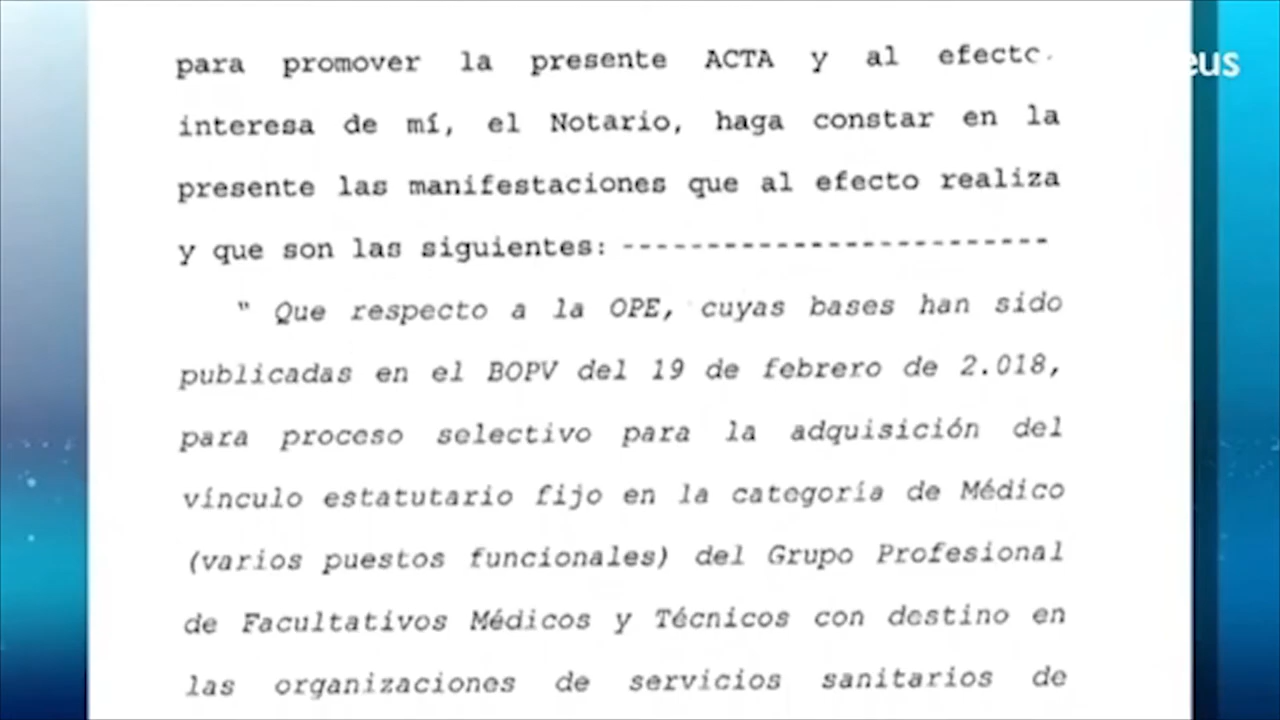 para promover la presente ACTA y al efecto.
interesa de mí, el Notario, haga constar en la
presente las manifestaciones que al efecto realiza
y que son las siguientes: -------------------------
" Que respecto a la OPE, cuyas bases han sido
publicadas en el BOPV del 19 de febrero de 2.018,
para proceso selectivo para la adquisición del
vínculo estatutario fijo en la categoría de Médico
(varios puestos funcionales) del Grupo Profesional
de Facultativos Médicos y Técnicos con destino en
las organizaciones de servicios sanitarios de
eus